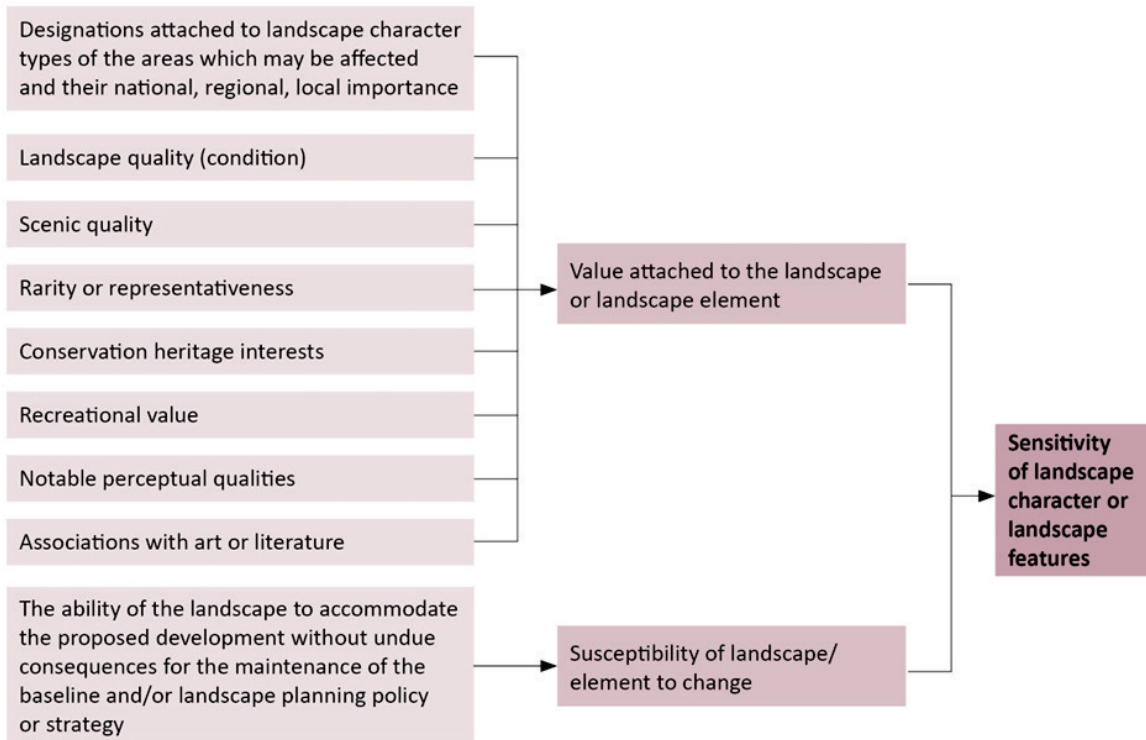 Designations attached to landscape character
types of the areas which may be affected
and their national, regional, local importance
Landscape quality (condition)
Scenic quality
Rarity or representativeness
Conservation heritage interests
Recreational value
Notable perceptual qualities
Associations with art or literature
The ability of the landscape to accommodate
the proposed development without undue
consequences for the maintenance of the
baseline and/or landscape planning policy
or strategy
Value attached to the landscape
or landscape element
Susceptibility of landscape/
element to change
Sensitivity
of landscape
character or
landscape
features